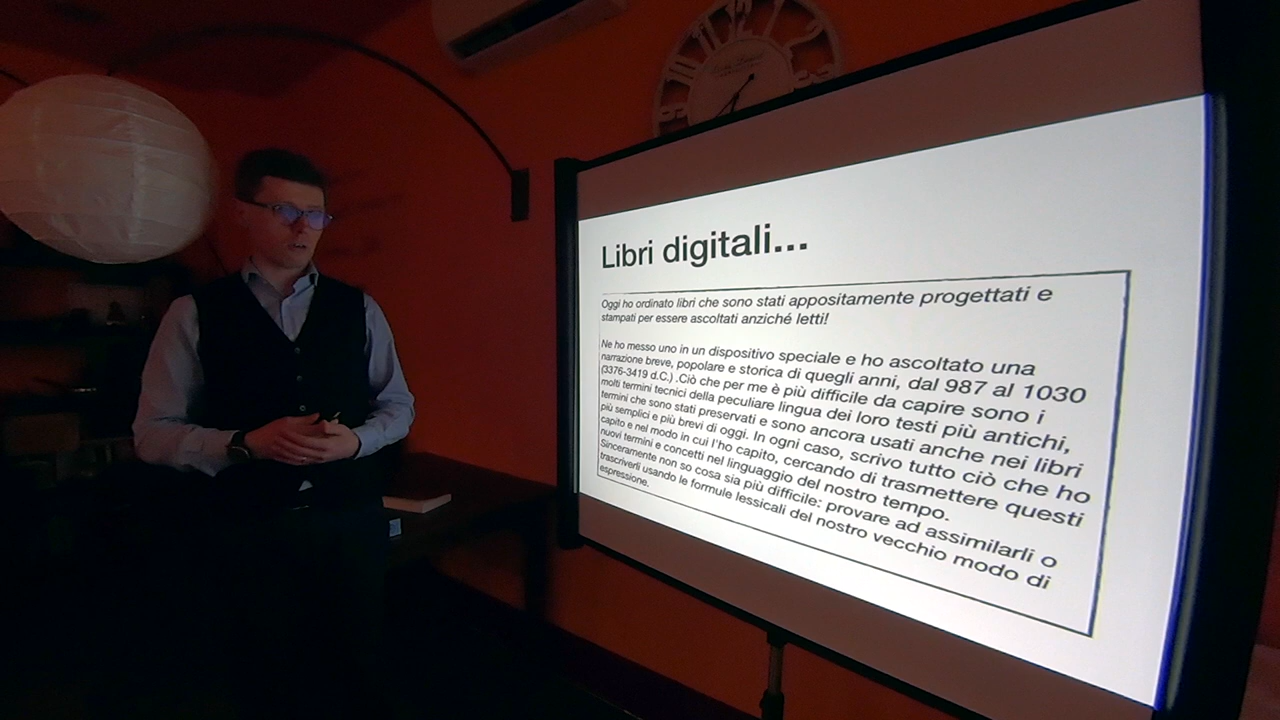 Libri digitali...
Oggi ho ordinato libri che sono stati appositamente progettati e
stampati per essere ascoltati anziché letti!
Ne ho messo uno in un dispositivo speciale e ho ascoltato una
narrazione breve, popolare e storica di quegli anni, dal 987 al 1030
(3376-3419 d.C.) .Ciò che per me è più difficile da capire sono i
molti termini tecnici della peculiare lingua dei loro testi più antichi,
termini che sono stati preservati e sono ancora usati anche nei libri
più semplici e più brevi di oggi. In ogni caso, scrivo tutto ciò che ho
capito e nel modo in cui l'ho capito, cercando di trasmettere questi
nuovi termini e concetti nel linguaggio del nostro tempo.
Sinceramente non so cosa sia più difficile: provare ad assimilarli o
trascriverli usando le formule lessicali del nostro vecchio modo di
espressione.